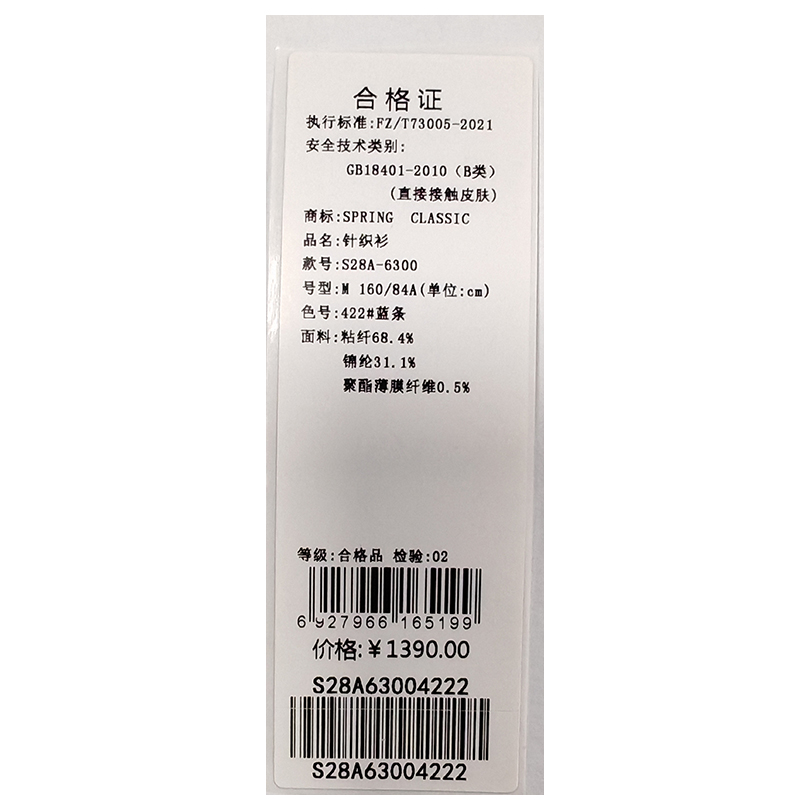 合格证
执行标准:FZ/T73005-2021
安全技术类别:
GB18401-2010（B类）
(直接接触皮肤)
商标:SPRING CLASSIC
品名:针织衫
款号:S28A-6300
号型:M 160/84A(单位:cm)
色号:422#蓝条
面料:粘纤68.4%
锦纶31.1%
聚酯薄膜纤维0.5%
等级:合格品 检验:02
6 927966 165199
价格:￥1390.00
S28A63004222
S28A63004222